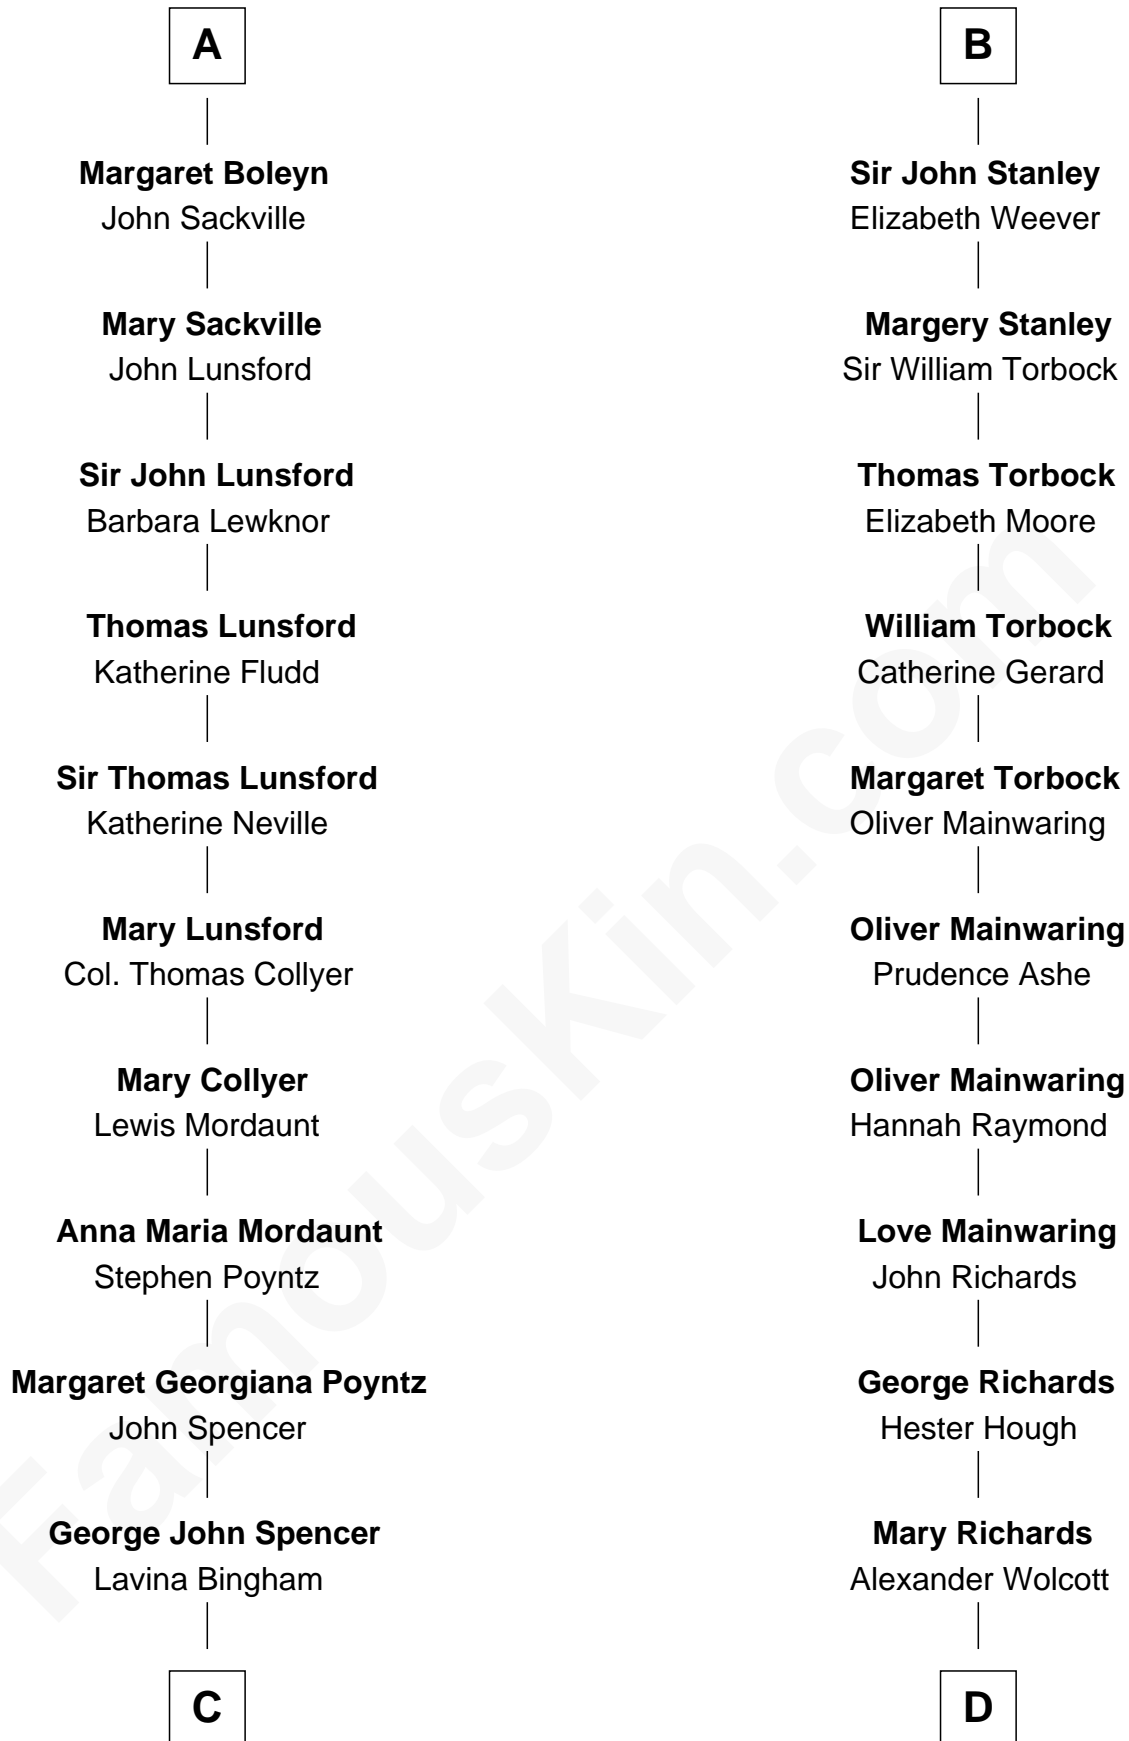 A
Margaret Boleyn
John Sackville
Mary Sackville
John Lunsford
Sir John Lunsford
Barbara Lewknor
Thomas Lunsford
Katherine Fludd
Sir Thomas Lunsford
Katherine Neville
Mary Lunsford
Col. Thomas Collyer
Mary Collyer
Lewis Mordaunt
Anna Maria Mordaunt
Stephen Poyntz
Margaret Georgiana Poyntz
John Spencer
George John Spencer
Lavina Bingham
C
B
Sir John Stanley
Elizabeth Weever
Margery Stanley
Sir William Torbock
Thomas Torbock
Elizabeth Moore
William Torbock
Catherine Gerard
Margaret Torbock
Oliver Mainwaring
Oliver Mainwaring
Prudence Ashe
Oliver Mainwaring
Hannah Raymond
Love Mainwaring
John Richards
George Richards
Hester Hough
Mary Richards
Alexander Wolcott
D
FamousKin.com